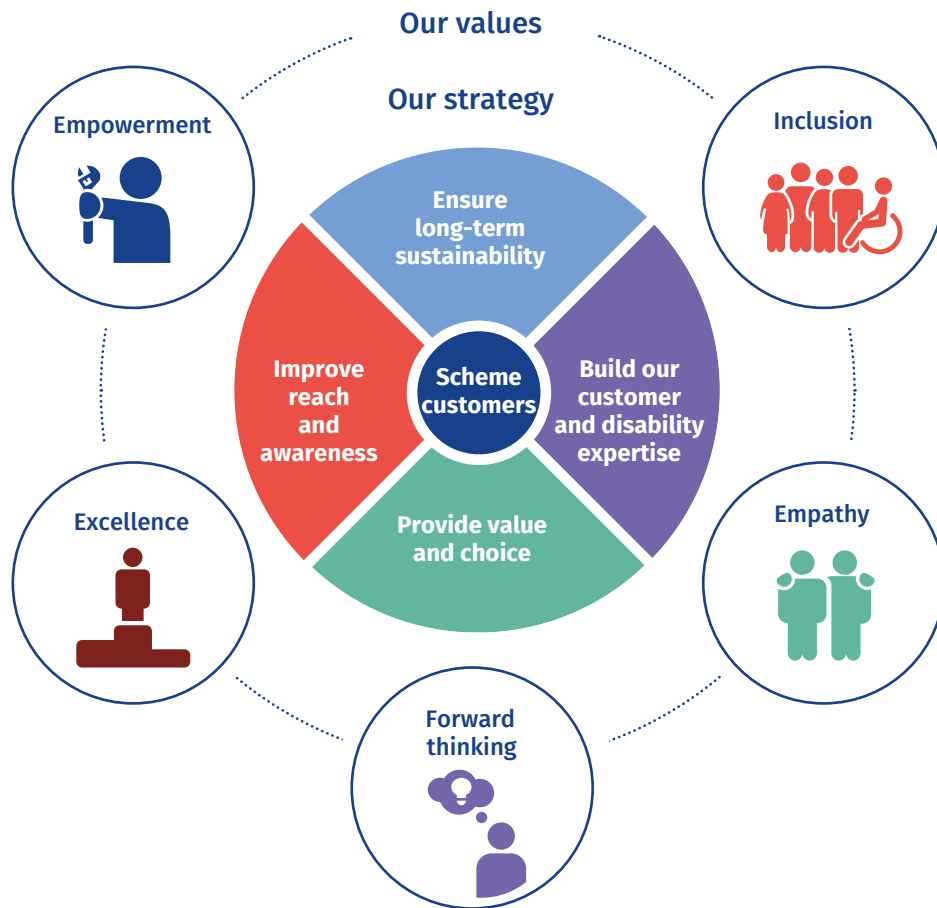 Our values
Our strategy
Empowerment
Inclusion
Ensure
long-term
sustainability
Improve
reach
and
awareness
Scheme
customers
Build our
customer
and disability
expertise
Provide value
and choice
Excellence
Empathy
Forward
thinking